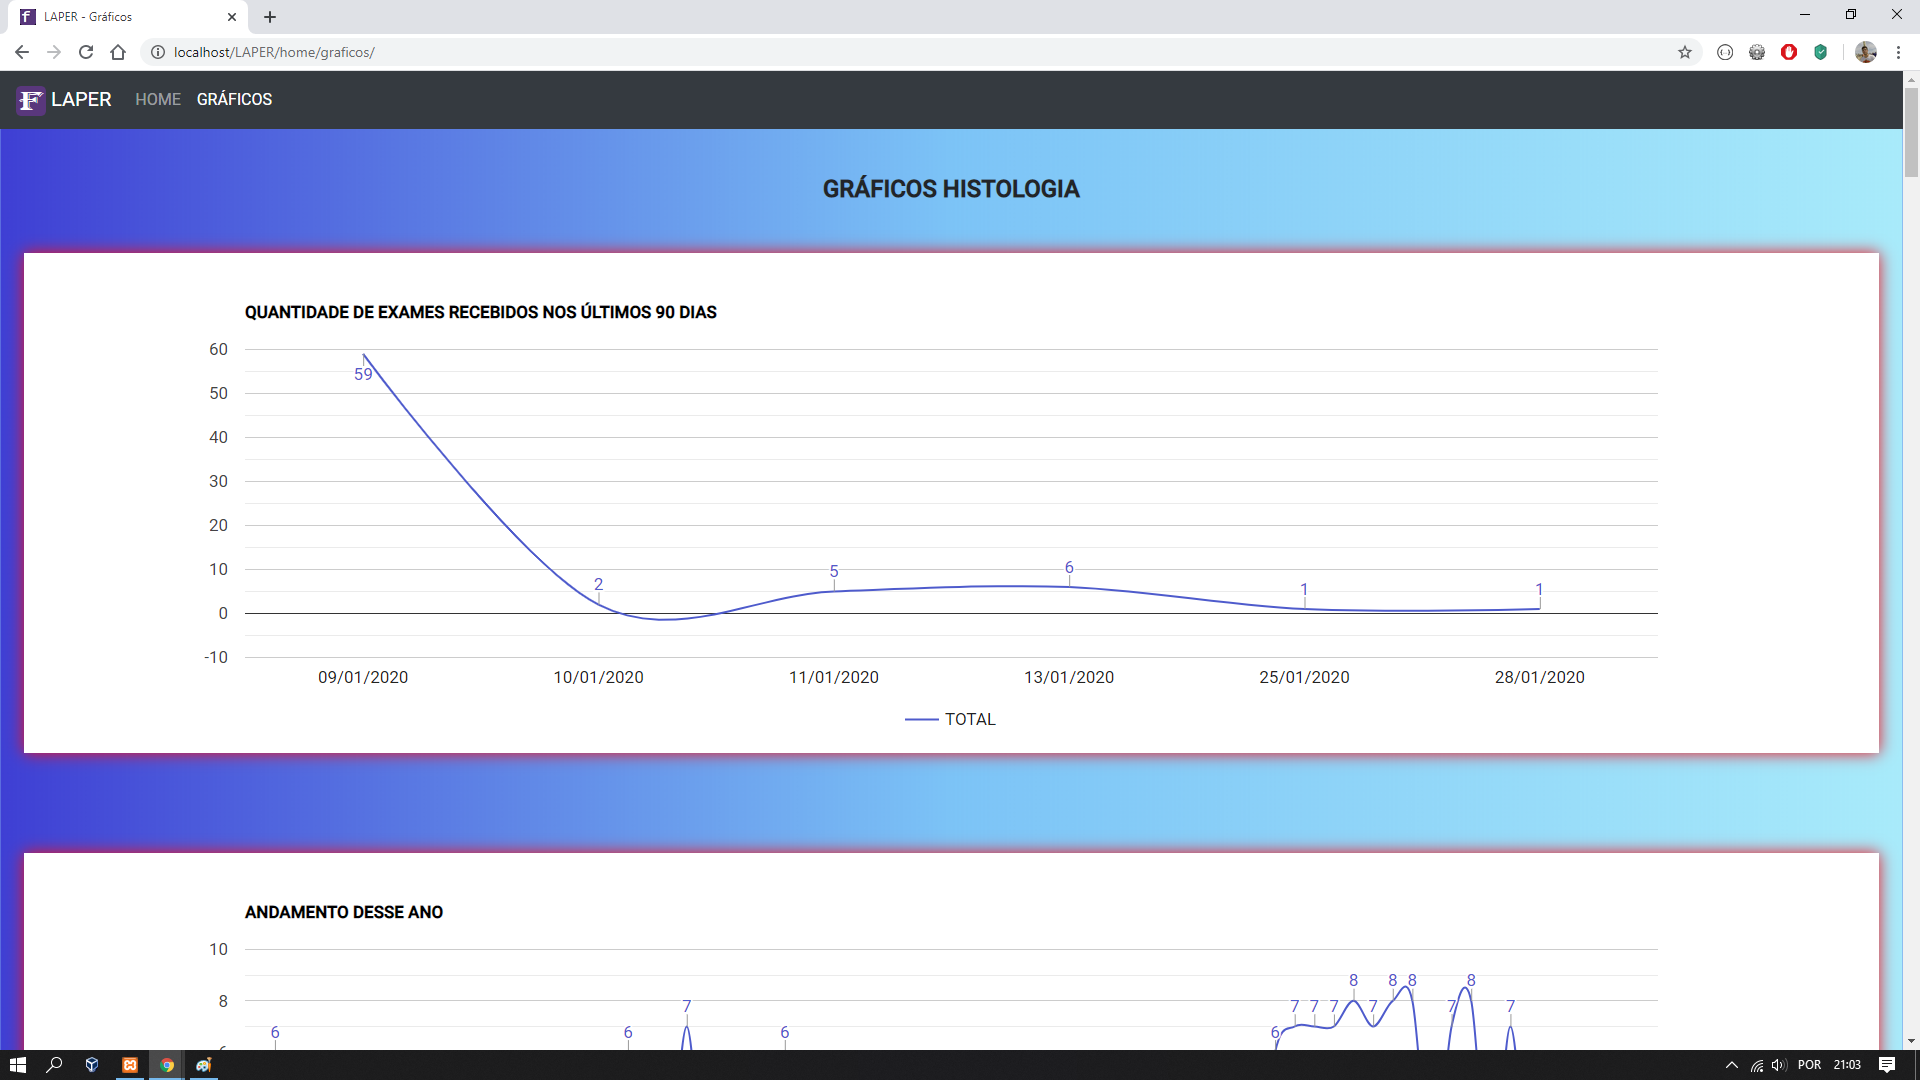 LAPER - Gráficos
localhost/LAPER/home/graficos/
LAPER HOME GRÁFICOS
GRÁFICOS HISTOLOGIA
QUANTIDADE DE EXAMES RECEBIDOS NOS ÚLTIMOS 90 DIAS
60
59
50
40
30
20
10
2 5 6 1 1
0
-10
09/01/2020 10/01/2020 11/01/2020 13/01/2020 25/01/2020 28/01/2020
TOTAL
ANDAMENTO DESSE ANO
10
8 8 8 8
8
7 7 7 7 7 7 7
6 6 6 6
POR 21:03